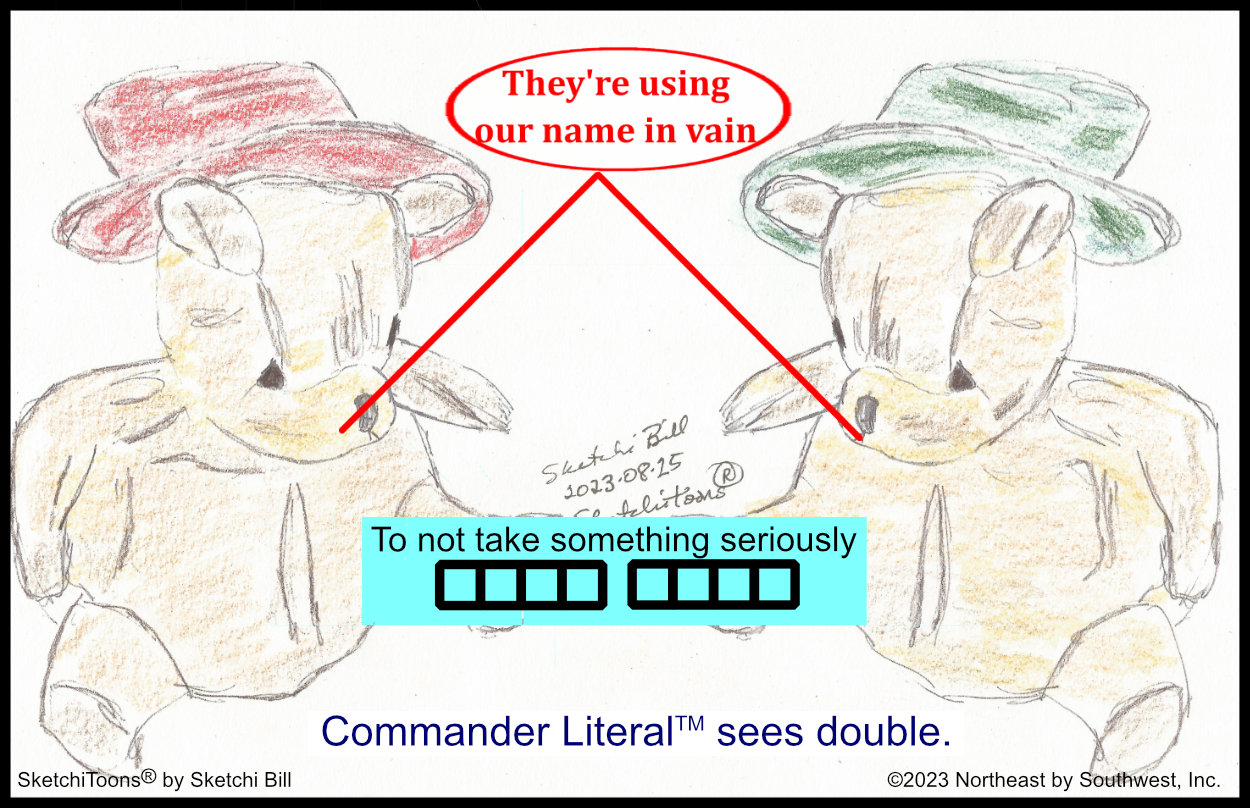 They're using
our name in vain
Sketchi Bill
2023-08-25
SketchiToons®
To not take something seriously
Commander Literal™ sees double.
SketchiToons® by Sketchi Bill
©2023 Northeast by Southwest, Inc.